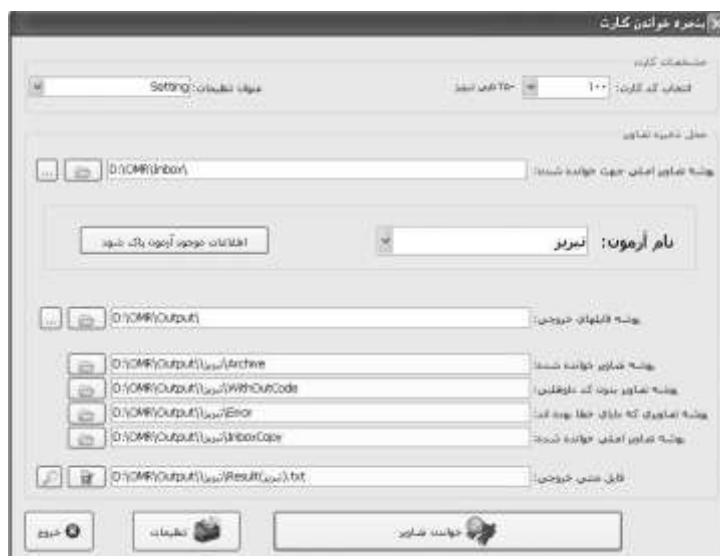 پنجره خواندن کارت
مشخصات کارت
انتخاب کد کارت: ۱۰۰ ۲۵۰ تایی تبریز عنوان تنظیمات: Setting
محل ذخیره تصاویر
پوشه تصاویر اصلی جهت خوانده شدن: D:\OMR\Inbox\ ...
نام آزمون: تبریز اطلاعات موجود آزمون پاک شود
پوشه فایلهای خروجی: D:\OMR\Output\ ...
پوشه تصاویر خوانده شده: D:\OMR\Output\\تبریز\Archive
پوشه تصاویر بدون کد داوطلبی: D:\OMR\Output\\تبریز\WithOutCode
پوشه تصاویری که دارای خطا بوده اند: D:\OMR\Output\\تبریز\Error
پوشه تصاویر اصلی خوانده شده: D:\OMR\Output\\تبریز\InboxCopy
فایل متنی خروجی: D:\OMR\Output\\تبریز\Result(تبریز).txt
خواندن تصاویر تنظیمات خروج